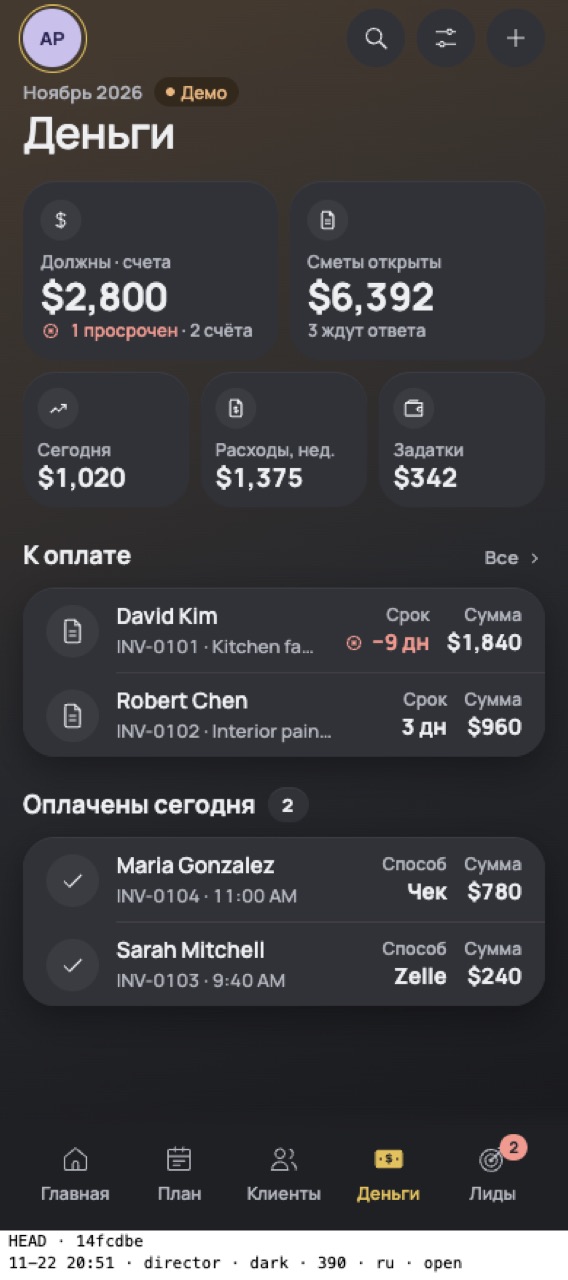 AP
Ноябрь 2026 Демо
Деньги
$
Должны · счета
$2,800
1 просрочен · 2 счёта
Сметы открыты
$6,392
3 ждут ответа
Сегодня
$1,020
Расходы, нед.
$1,375
Задатки
$342
К оплате Все >
David Kim Срок Сумма
INV-0101 · Kitchen fa... −9 дн $1,840
Robert Chen Срок Сумма
INV-0102 · Interior pain... 3 дн $960
Оплачены сегодня 2
Maria Gonzalez Способ Сумма
INV-0104 · 11:00 AM Чек $780
Sarah Mitchell Способ Сумма
INV-0103 · 9:40 AM Zelle $240
2
Главная План Клиенты Деньги Лиды
HEAD · 14fcdbe
11-22 20:51 · director · dark · 390 · ru · open